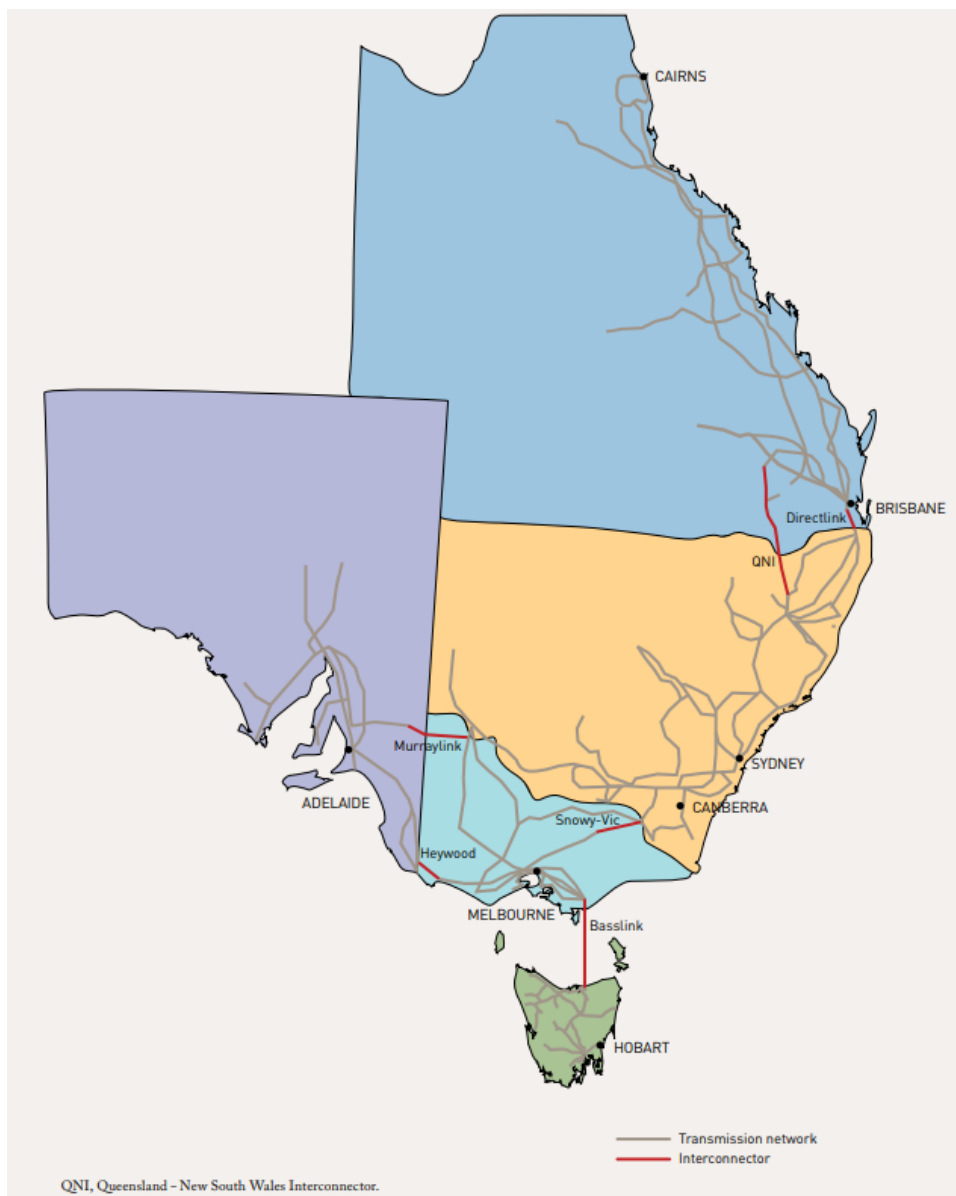 CAIRNS
BRISBANE
Directlink
QNI
Murraylink
SYDNEY
ADELAIDE
CANBERRA
Snowy-Vic
Heywood
MELBOURNE
Basslink
HOBART
Transmission network
Interconnector
QNI, Queensland – New South Wales Interconnector.